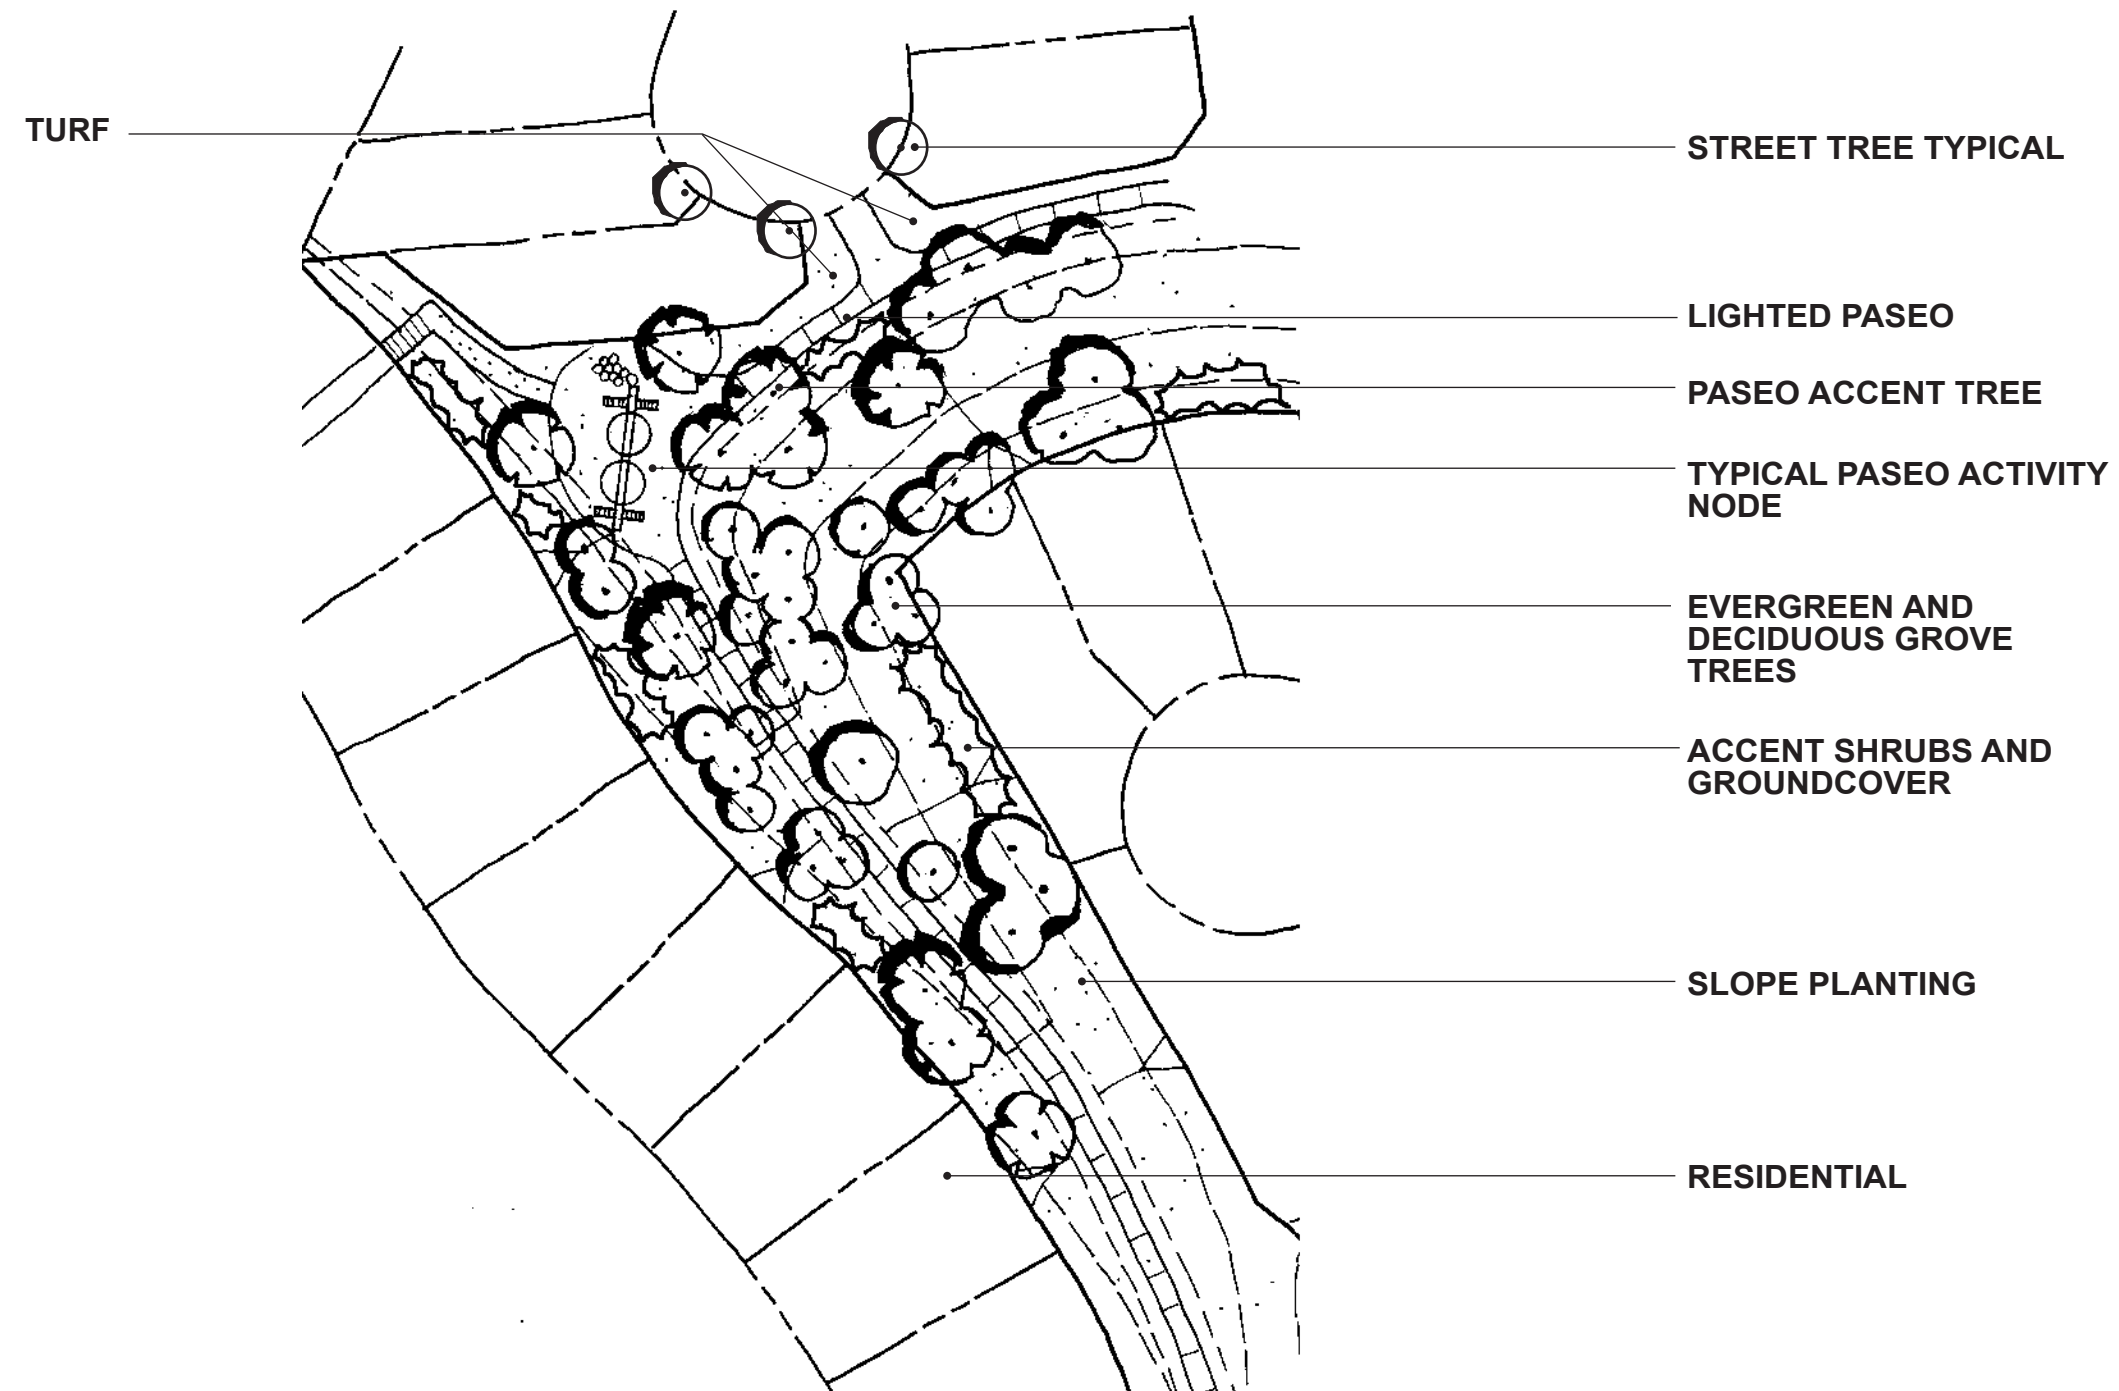 TURF
STREET TREE TYPICAL
LIGHTED PASEO
PASEO ACCENT TREE
TYPICAL PASEO ACTIVITY
NODE
EVERGREEN AND
DECIDUOUS GROVE
TREES
ACCENT SHRUBS AND
GROUNDCOVER
SLOPE PLANTING
RESIDENTIAL